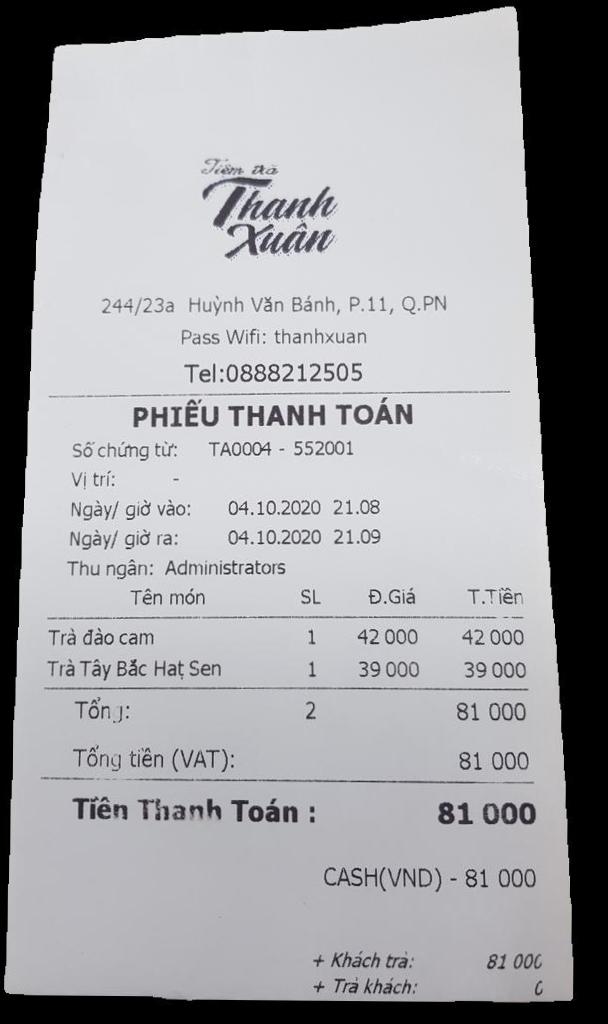 Tiệm trà
Thanh
Xuân
244/23a Huỳnh Văn Bánh, P.11, Q.PN
Pass Wifi: thanhxuan
Tel:0888212505
PHIẾU THANH TOÁN
Số chứng từ: TA0004 - 552001
Vị trí: -
Ngày/ giờ vào: 04.10.2020 21.08
Ngày/ giờ ra: 04.10.2020 21.09
Thu ngân: Administrators
Tên món SL Đ.Giá T.Tiền
Trà đào cam 1 42 000 42 000
Trà Tây Bắc Hạt Sen 1 39 000 39 000
Tổng: 2 81 000
Tổng tiền (VAT): 81 000
Tiền Thanh Toán : 81 000
CASH(VND) - 81 000
+ Khách trả: 81 000
+ Trả khách: 0